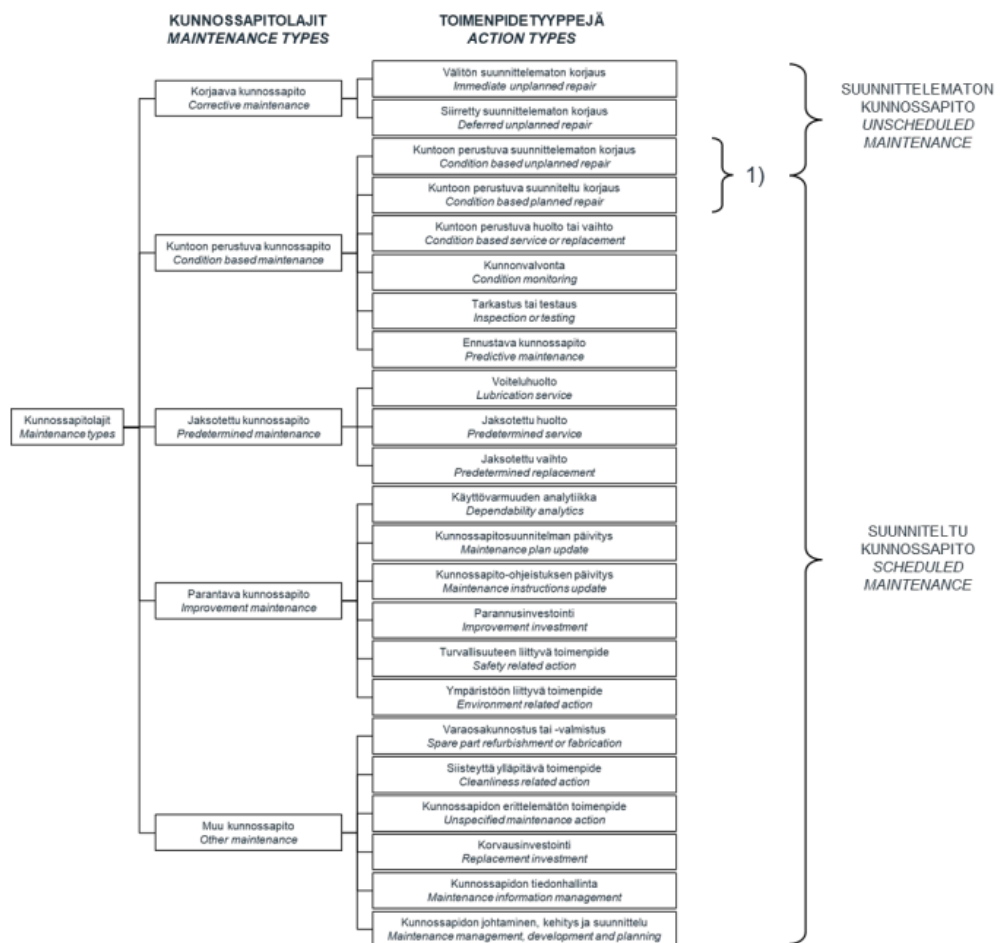 KUNNOSSAPITOLAJIT
MAINTENANCE TYPES
TOIMENPIDETYYPPEJÄ
ACTION TYPES
Kunnossapitolajit
Maintenance types
Korjaava kunnossapito
Corrective maintenance
Välitön suunnittelematon korjaus
Immediate unplanned repair
Siirretty suunnittelematon korjaus
Deferred unplanned repair
Kuntoon perustuva kunnossapito
Condition based maintenance
Kuntoon perustuva suunnittelematon korjaus
Condition based unplanned repair
Kuntoon perustuva suunniteltu korjaus
Condition based planned repair
Kuntoon perustuva huolto tai vaihto
Condition based service or replacement
Kunnonvalvonta
Condition monitoring
Tarkastus tai testaus
Inspection or testing
Ennustava kunnossapito
Predictive maintenance
Jaksotettu kunnossapito
Predetermined maintenance
Voiteluhuolto
Lubrication service
Jaksotettu huolto
Predetermined service
Jaksotettu vaihto
Predetermined replacement
Parantava kunnossapito
Improvement maintenance
Käyttövarmuuden analytiikka
Dependability analytics
Kunnossapitosuunnitelman päivitys
Maintenance plan update
Kunnossapito-ohjeistuksen päivitys
Maintenance instructions update
Parannusinvestointi
Improvement investment
Turvallisuuteen liittyvä toimenpide
Safety related action
Ympäristöön liittyvä toimenpide
Environment related action
Muu kunnossapito
Other maintenance
Varaosakunnostus tai -valmistus
Spare part refurbishment or fabrication
Siisteyttä ylläpitävä toimenpide
Cleanliness related action
Kunnossapidon erittelemätön toimenpide
Unspecified maintenance action
Korvausinvestointi
Replacement investment
Kunnossapidon tiedonhallinta
Maintenance information management
Kunnossapidon johtaminen, kehitys ja suunnittelu
Maintenance management, development and planning
1)
SUUNNITTELEMATON
KUNNOSSAPITO
UNSCHEDULED
MAINTENANCE
SUUNNITELTU
KUNNOSSAPITO
SCHEDULED
MAINTENANCE